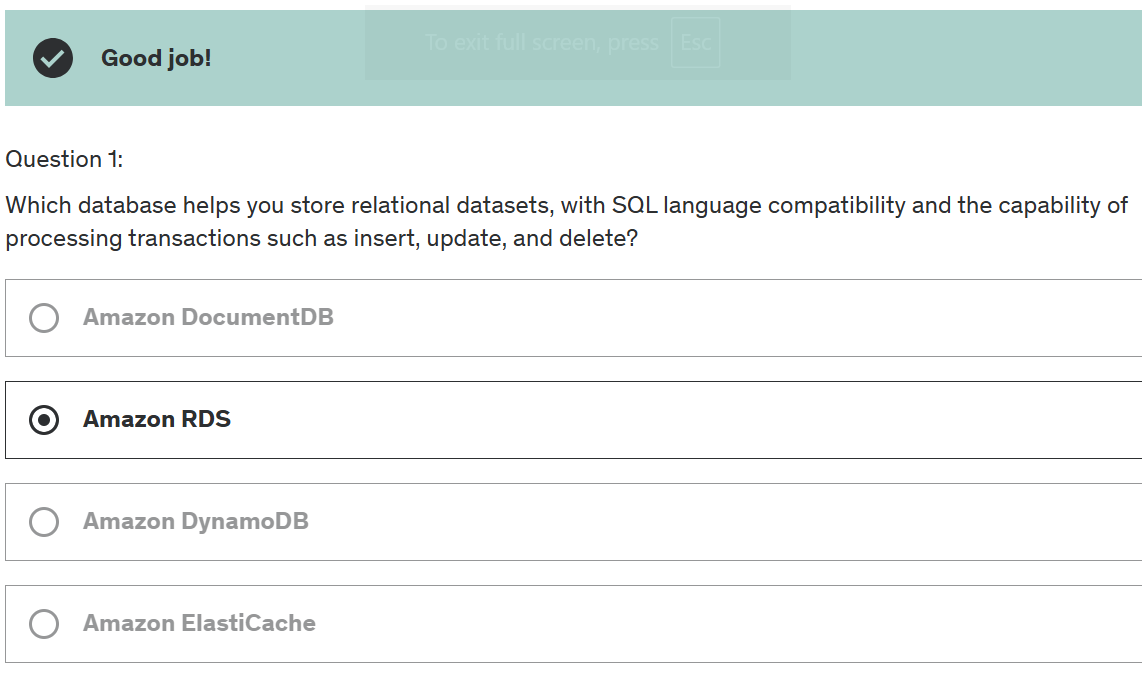 To exit full screen, press Esc
Good job!
Question 1:
Which database helps you store relational datasets, with SQL language compatibility and the capability of
processing transactions such as insert, update, and delete?
Amazon DocumentDB
Amazon RDS
Amazon DynamoDB
Amazon ElastiCache